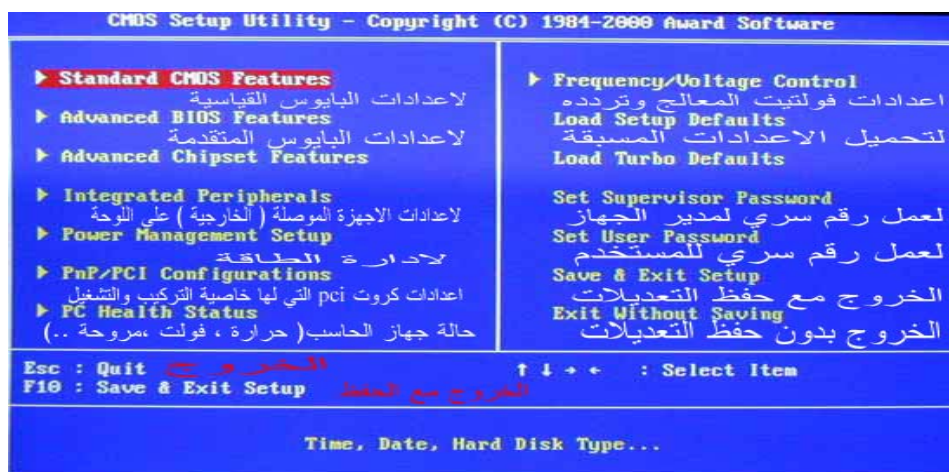 CMOS Setup Utility - Copyright (C) 1984-2000 Award Software
Standard CMOS Features
لاعدادات البايوس القياسية
Advanced BIOS Features
لاعدادات البايوس المتقدمة
Advanced Chipset Features
Integrated Peripherals
لاعدادات الاجهزة الموصلة ( الخارجية ) علي اللوحة
Power Management Setup
لادارة الطاقة
PnP/PCI Configurations
اعدادات كروت pci التي لها خاصية التركيب والتشغيل
PC Health Status
حالة جهاز الحاسب( حرارة ، فولت ،مروحة ..)
Frequency/Voltage Control
اعدادات فولتيت المعالج وتردده
Load Setup Defaults
لتحميل الاعدادات المسبقة
Load Turbo Defaults
Set Supervisor Password
لعمل رقم سري لمدير الجهاز
Set User Password
لعمل رقم سري للمستخدم
Save & Exit Setup
الخروج مع حفظ التعديلات
Exit Without Saving
الخروج بدون حفظ التعديلات
Esc : Quit الخروج
↑ ↓ → ← : Select Item
F10 : Save & Exit Setup الخروج مع الحفظ
Time, Date, Hard Disk Type...